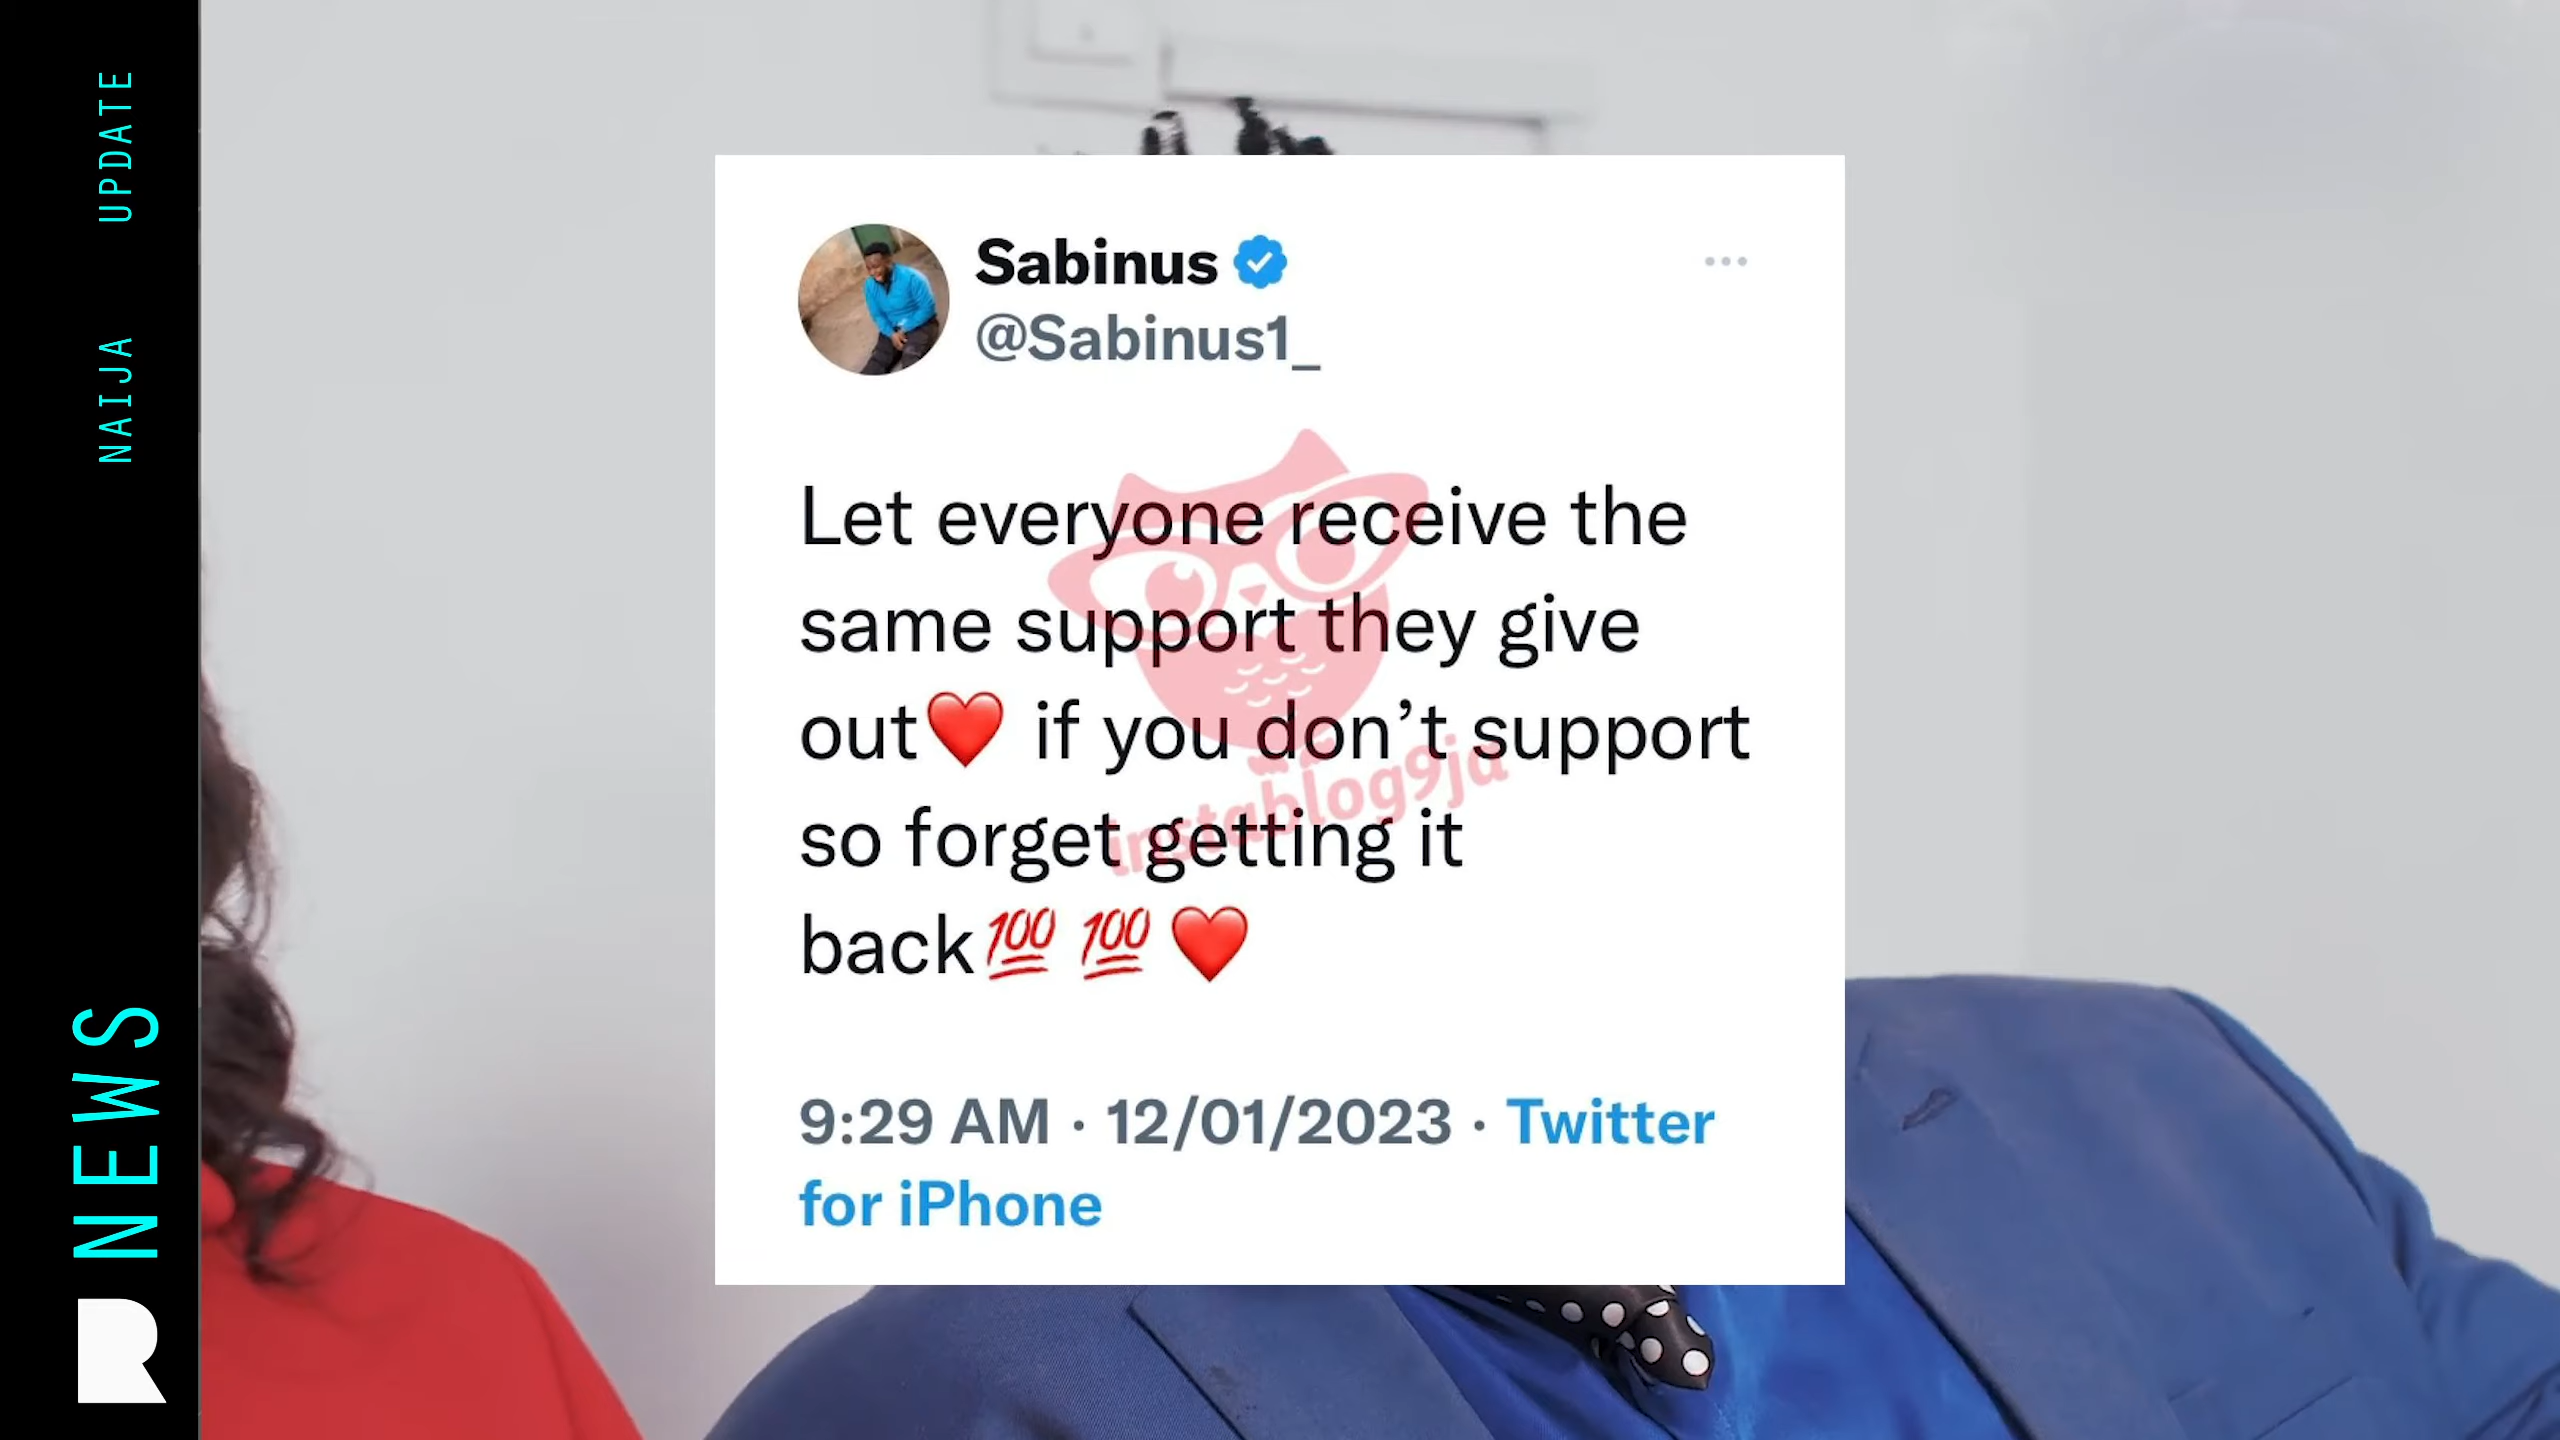 UPDATE
NAIJA
NEWS
Sabinus
@Sabinus1_
Let everyone receive the
same support they give
out❤️ if you don’t support
so forget getting it
back💯 💯 ❤️
instablog9ja
9:29 AM · 12/01/2023 · Twitter
for iPhone